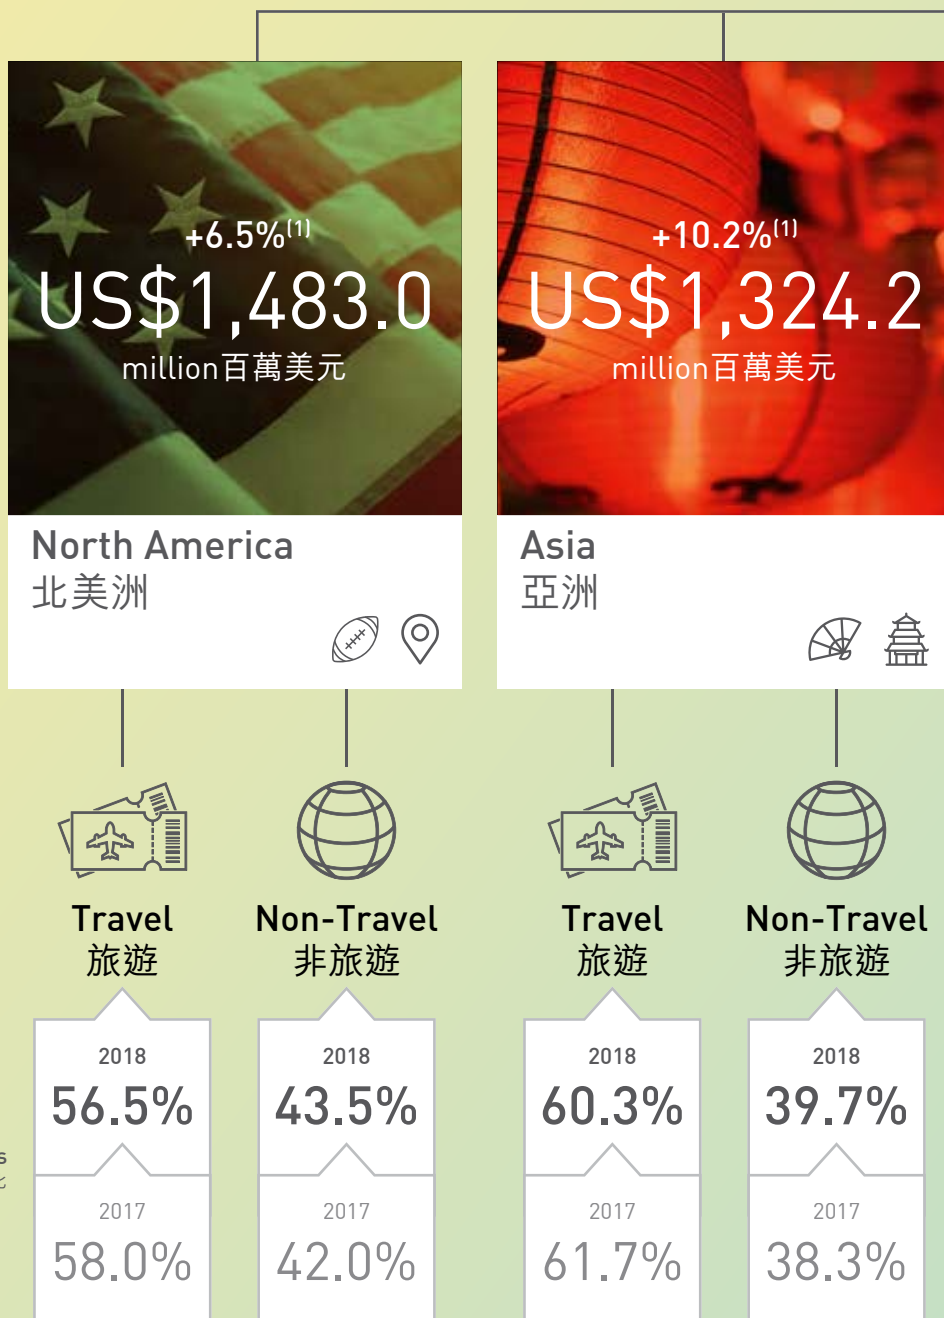 +6.5%(1)
US$1,483.0
million百萬美元
North America
北美洲
+10.2%(1)
US$1,324.2
million百萬美元
Asia
亞洲
Travel
旅遊
Non-Travel
非旅遊
Travel
旅遊
Non-Travel
非旅遊
2018
56.5%
2018
43.5%
2018
60.3%
2018
39.7%
2017
58.0%
2017
42.0%
2017
61.7%
2017
38.3%